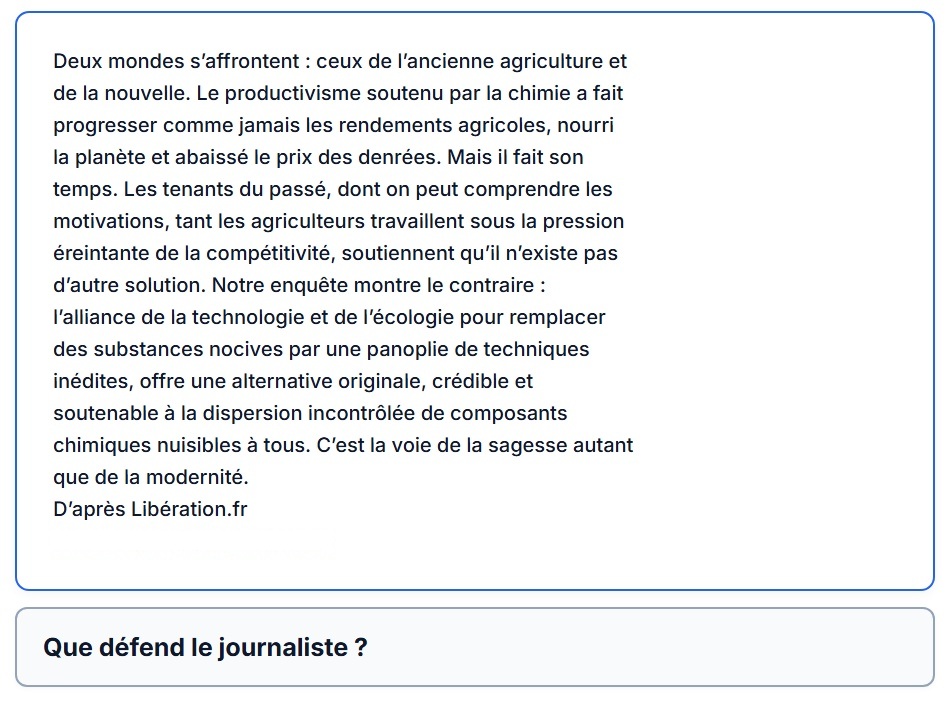 Deux mondes s’affrontent : ceux de l’ancienne agriculture et
de la nouvelle. Le productivisme soutenu par la chimie a fait
progresser comme jamais les rendements agricoles, nourri
la planète et abaissé le prix des denrées. Mais il fait son
temps. Les tenants du passé, dont on peut comprendre les
motivations, tant les agriculteurs travaillent sous la pression
éreintante de la compétitivité, soutiennent qu’il n’existe pas
d’autre solution. Notre enquête montre le contraire :
l’alliance de la technologie et de l’écologie pour remplacer
des substances nocives par une panoplie de techniques
inédites, offre une alternative originale, crédible et
soutenable à la dispersion incontrôlée de composants
chimiques nuisibles à tous. C’est la voie de la sagesse autant
que de la modernité.
D’après Libération.fr
Que défend le journaliste ?